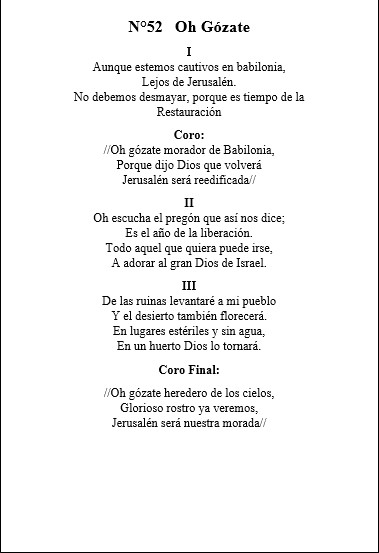 N°52 Oh Gózate
I
Aunque estemos cautivos en babilonia,
Lejos de Jerusalén.
No debemos desmayar, porque es tiempo de la
Restauración
Coro:
//Oh gózate morador de Babilonia,
Porque dijo Dios que volverá
Jerusalén será reedificada//
II
Oh escucha el pregón que así nos dice;
Es el año de la liberación.
Todo aquel que quiera puede irse,
A adorar al gran Dios de Israel.
III
De las ruinas levantaré a mi pueblo
Y el desierto también florecerá.
En lugares estériles y sin agua,
En un huerto Dios lo tornará.
Coro Final:
//Oh gózate heredero de los cielos,
Glorioso rostro ya veremos,
Jerusalén será nuestra morada//